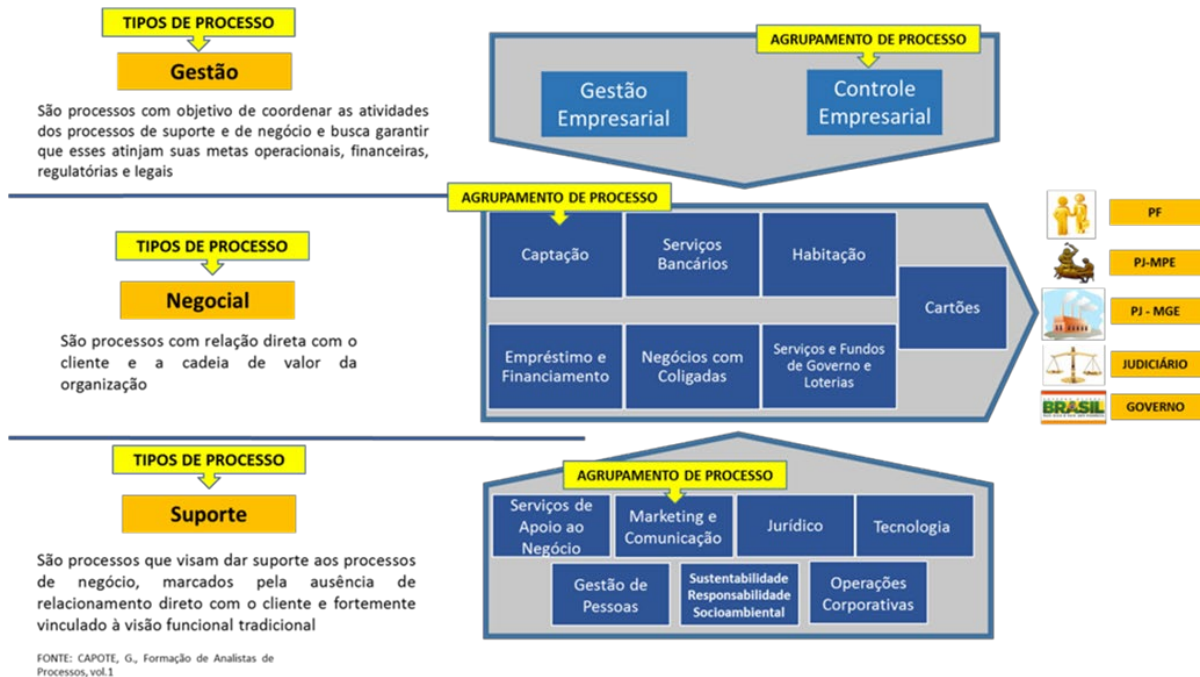 TIPOS DE PROCESSO
Gestão
São processos com objetivo de coordenar as atividades
dos processos de suporte e de negócio e busca garantir
que esses atinjam suas metas operacionais, financeiras,
regulatórias e legais
AGRUPAMENTO DE PROCESSO
Gestão
Empresarial
Controle
Empresarial
TIPOS DE PROCESSO
Negocial
São processos com relação direta com o
cliente e a cadeia de valor da
organização
AGRUPAMENTO DE PROCESSO
Captação
Serviços
Bancários
Habitação
Cartões
Empréstimo e
Financiamento
Negócios com
Coligadas
Serviços e Fundos
de Governo e
Loterias
PF
PJ-MPE
PJ - MGE
JUDICIÁRIO
BRASIL
GOVERNO
TIPOS DE PROCESSO
Suporte
São processos que visam dar suporte aos processos
de negócio, marcados pela ausência de
relacionamento direto com o cliente e fortemente
vinculado à visão funcional tradicional
AGRUPAMENTO DE PROCESSO
Serviços de
Apoio ao
Negócio
Marketing e
Comunicação
Jurídico
Tecnologia
Gestão de
Pessoas
Sustentabilidade
Responsabilidade
Socioambiental
Operações
Corporativas
FONTE: CAPOTE, G., Formação de Analistas de
Processos, vol.1